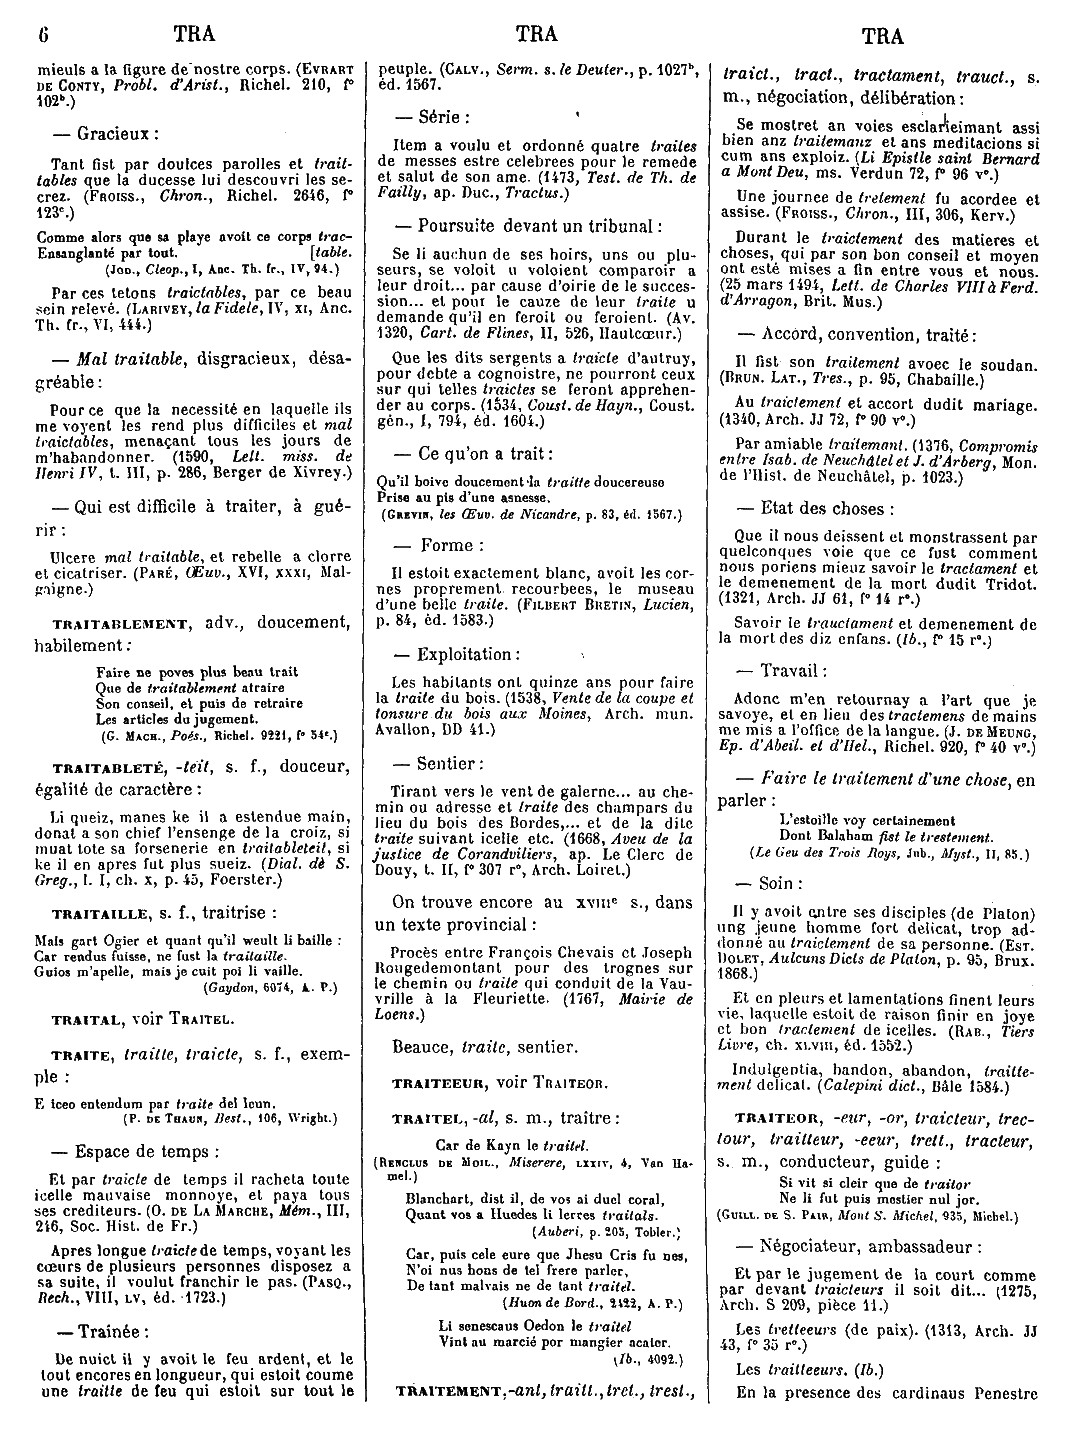 6 TRA TRA TRA
mieuls a la figure de nostre corps. (EVRART
DE CONTY, Probl. d'Arist., Richel. 210, f°
102ᵇ.)
— Gracieux :
Tant fist par doulces parolles et trait-
tables que la ducesse lui descouvri les se-
crez. (FROISS., Chron., Richel. 2646, f°
123ᶜ.)
Comme alors que sa playe avoit ce corps trac-
Ensanglanté par tout. [table.
(JOD., Cleop., I, Anc. Th. fr., IV, 94.)
Par ces tetons traictables, par ce beau
sein relevé. (LARIVEY, la Fidele, IV, XI, Anc.
Th. fr., VI, 444.)
— Mal traitable, disgracieux, désa-
gréable :
Pour ce que la necessité en laquelle ils
me voyent les rend plus difficiles et mal
traictables, menaçant tous les jours de
m'habandonner. (1590, Lett. miss. de
Henri IV, t. III, p. 286, Berger de Xivrey.)
— Qui est difficile à traiter, à gué-
rir :
Ulcere mal traitable, et rebelle a clorre
et cicatriser. (PARÉ, Œuv., XVI, XXXI, Mal-
gaigne.)
TRAITABLEMENT, adv., doucement,
habilement :
Faire ne poves plus beau trait
Que de traitablement atraire
Son conseil, et puis de retraire
Les articles du jugement.
(G. MACH., Poés., Richel. 9221, f° 54ᶜ.)
TRAITABLETÉ, -teit, s. f., douceur,
égalité de caractère :
Li queiz, manes ke il a estendue main,
donat a son chief l'ensenge de la croiz, si
muat tote sa forsenerie en traitableteit, si
ke il en apres fut plus sueiz. (Dial. dė S.
Greg., l. I, ch. X, p. 45, Foerster.)
TRAITAILLE, s. f., traitrise :
Mais gart Ogier et quant qu'il weult li baille :
Car rendus fuisse, ne fust la traitaille.
Guios m'apelle, mais je cuit poi li vaille.
(Gaydon, 6074, A. P.)
TRAITAL, voir TRAITEL.
TRAITE, traitte, traicte, s. f., exem-
ple :
E iceo entendum par traite del leun.
(P. DE THAUN, Best., 106, Wright.)
— Espace de temps :
Et par traicte de temps il racheta toute
icelle mauvaise monnoye, et paya tous
ses crediteurs. (O. DE LA MARCHE, Mém., III,
246, Soc. Hist. de Fr.)
Apres longue traicte de temps, voyant les
cœurs de plusieurs personnes disposez a
sa suite, il voulut franchir le pas. (PASQ.,
Rech., VIII, LV, éd. 1723.)
— Trainée :
De nuict il y avoit le feu ardent, et le
tout encores en longueur, qui estoit coume
une traitte de feu qui estoit sur tout le
peuple. (CALV., Serm. s. le Deuter., p. 1027ᵇ,
éd. 1567.
— Série :
Item a voulu et ordonné quatre traites
de messes estre celebrees pour le remede
et salut de son ame. (1473, Test. de Th. de
Failly, ap. Duc., Tractus.)
— Poursuite devant un tribunal :
Se li auchun de ses hoirs, uns ou plu-
seurs, se voloit u voloient comparoir a
leur droit... par cause d'oirie de le succes-
sion... et pour le cauze de leur traite u
demande qu'il en feroit ou feroient. (Av.
1320, Cart. de Flines, II, 526, Hautcœur.)
Que les dits sergents a traicte d'autruy,
pour debte a cognoistre, ne pourront ceux
sur qui telles traictes se feront apprehen-
der au corps. (1534, Coust. de Hayn., Coust.
gén., I, 794, éd. 1604.)
— Ce qu'on a trait :
Qu'il boive doucement la traitte doucereuse
Prise au pis d'une asnesse.
(GREVIN, les Œuv. de Nicandre, p. 83, éd. 1567.)
— Forme :
Il estoit exactement blanc, avoit les cor-
nes proprement recourbees, le museau
d'une belle traite. (FILBERT BRETIN, Lucien,
p. 84, éd. 1583.)
— Exploitation :
Les habitants ont quinze ans pour faire
la traite du bois. (1538, Vente de la coupe et
tonsure du bois aux Moines, Arch. mun.
Avallon, DD 41.)
— Sentier :
Tirant vers le vent de galerne... au che-
min ou adresse et traite des champars du
lieu du bois des Bordes,... et de la dite
traite suivant icelle etc. (1668, Aveu de la
justice de Corandviliers, ap. Le Clerc de
Douy, t. II, f° 307 r°, Arch. Loiret.)
On trouve encore au XVIIIᵉ s., dans
un texte provincial :
Procès entre François Chevais et Joseph
Rougedemontant pour des trognes sur
le chemin ou traite qui conduit de la Vau-
vrille à la Fleuriette. (1767, Mairie de
Loens.)
Beauce, traite, sentier.
TRAITEEUR, voir TRAITEOR.
TRAITEL, -al, s. m., traître :
Car de Kayn le traitel.
(RENCLUS DE MOIL., Miserere, LXXIV, 4, Van Ha-
mel.)
Blanchart, dist il, de vos ai duel coral,
Quant vos a Huedes li lerres traitals.
(Auberi, p. 205, Tobler.)
Car, puis cele eure que Jhesu Cris fu nes,
N'oi nus hons de tel frere parler,
De tant malvais ne de tant traitel.
(Huon de Bord., 2422, A. P.)
Li senescaus Oedon le traitel
Vint au marcié por mangier acater.
(Ib., 4092.)
TRAITEMENT, -ant, traitt., tret., trest.,
traict., tract., tractament, trauct., s.
m., négociation, délibération :
Se mostret an voies esclarieimant assi
bien anz traitemanz et ans meditacions si
cum ans exploiz. (Li Epistle saint Bernard
a Mont Deu, ms. Verdun 72, f° 96 v°.)
Une journee de tretement fu acordee et
assise. (FROISS., Chron., III, 306, Kerv.)
Durant le traictement des matieres et
choses, qui par son bon conseil et moyen
ont esté mises a fin entre vous et nous.
(25 mars 1494, Lett. de Charles VIII à Ferd.
d'Arragon, Brit. Mus.)
— Accord, convention, traité :
Il fist son traitement avoec le soudan.
(BRUN. LAT., Tres., p. 95, Chabaille.)
Au traictement et accort dudit mariage.
(1340, Arch. JJ 72, f° 90 v°.)
Par amiable traitemant. (1376, Compromis
entre Isab. de Neuchâtel et J. d'Arberg, Mon.
de l'Hist. de Neuchâtel, p. 1023.)
— Etat des choses :
Que il nous deissent et monstrassent par
quelconques voie que ce fust comment
nous poriens mieuz savoir le tractament et
le demenement de la mort dudit Tridot.
(1321, Arch. JJ 61, f° 14 r°.)
Savoir le trauctament et demenement de
la mort des diz enfans. (Ib., f° 15 r°.)
— Travail :
Adonc m'en retournay a l'art que je
savoye, et en lieu des tractemens de mains
me mis a l'office de la langue. (J. DE MEUNG,
Ep. d'Abeil. et d'Hel., Richel. 920, f° 40 v°.)
— Faire le traitement d'une chose, en
parler :
L'estoille voy certainement
Dont Balaham fist le trestement.
(Le Geu des Trois Roys, Jub., Myst., II, 85.)
— Soin :
Il y avoit entre ses disciples (de Platon)
ung jeune homme fort delicat, trop ad-
donné au traictement de sa personne. (EST.
DOLET, Aulcuns Dicts de Platon, p. 95, Brux.
1868.)
Et en pleurs et lamentations finent leurs
vie, laquelle estoit de raison finir en joye
et bon tractement de icelles. (RAB., Tiers
Livre, ch. XLVIII, éd. 1552.)
Indulgentia, bandon, abandon, traitte-
ment delicat. (Calepini dict., Bâle 1584.)
TRAITEOR, -eur, -or, traicteur, trec-
tour, traitteur, -eeur, trett., tracteur,
s. m., conducteur, guide :
Si vit si cleir que de traitor
Ne li fut puis mestier nul jor.
(GUILL. DE S. PAIR, Mont S. Michel, 935, Michel.)
— Négociateur, ambassadeur :
Et par le jugement de la court comme
par devant traicteurs il soit dit... (1275,
Arch. S 209, pièce 11.)
Les tretteeurs (de paix). (1313, Arch. JJ
43, f° 35 r°.)
Les traitteeurs. (Ib.)
En la presence des cardinaus Penestre